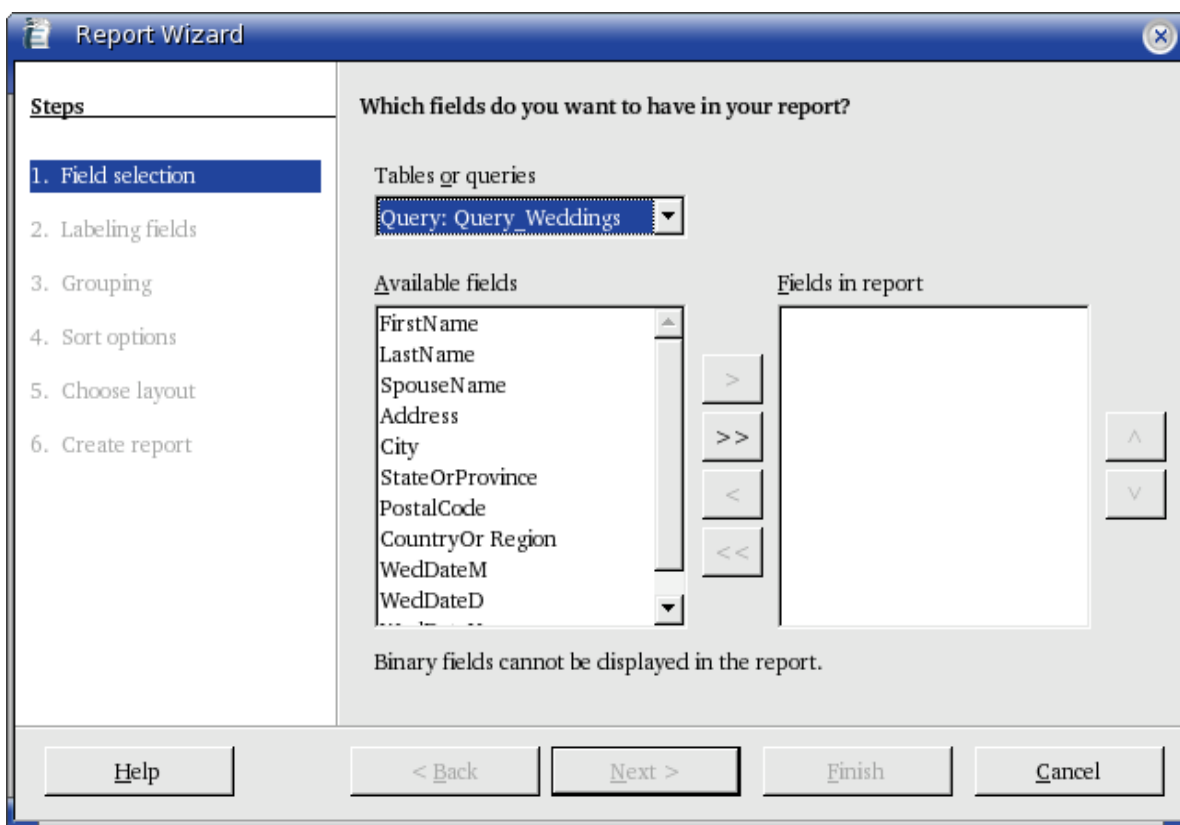 Report Wizard
Steps
1. Field selection
2. Labeling fields
3. Grouping
4. Sort options
5. Choose layout
6. Create report
Which fields do you want to have in your report?
Tables or queries
Query: Query_Weddings
Available fields
FirstName
LastName
SpouseName
Address
City
StateOrProvince
PostalCode
CountryOr Region
WedDateM
WedDateD
>
>>
<
<<
Fields in report
^
v
Binary fields cannot be displayed in the report.
Help
< Back
Next >
Finish
Cancel